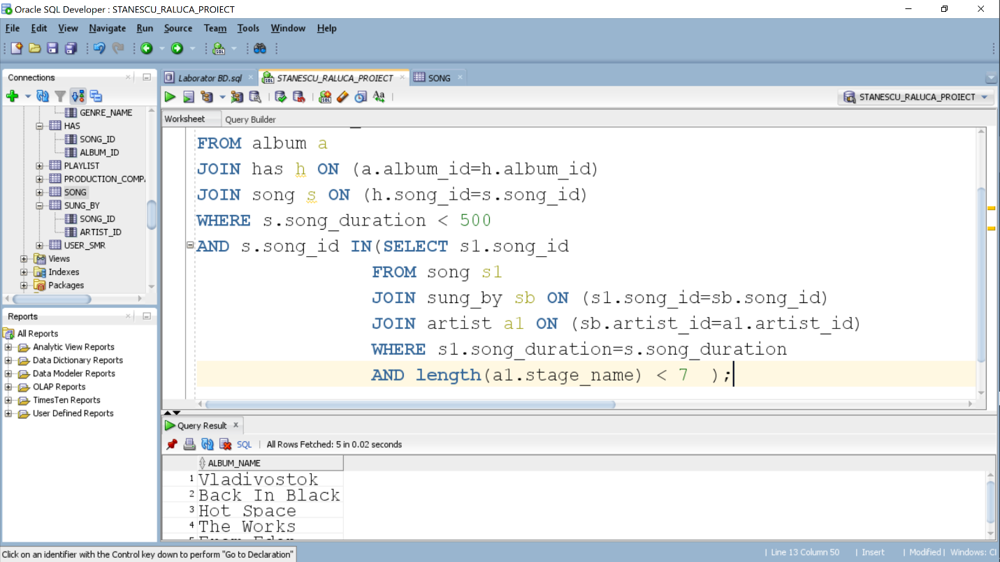 Oracle SQL Developer : STANESCU_RALUCA_PROIECT
File Edit View Navigate Run Source Team Tools Window Help
Connections
GENRE_NAME
HAS
SONG_ID
ALBUM_ID
PLAYLIST
PRODUCTION_COMP
SONG
SUNG_BY
SONG_ID
ARTIST_ID
USER_SMR
Views
Indexes
Packages
Reports
All Reports
Analytic View Reports
Data Dictionary Reports
Data Modeler Reports
OLAP Reports
TimesTen Reports
User Defined Reports
Laborator BD.sql STANESCU_RALUCA_PROIECT SONG
STANESCU_RALUCA_PROIECT
Worksheet Query Builder
FROM album a
JOIN has h ON (a.album_id=h.album_id)
JOIN song s ON (h.song_id=s.song_id)
WHERE s.song_duration < 500
AND s.song_id IN(SELECT s1.song_id
FROM song s1
JOIN sung_by sb ON (s1.song_id=sb.song_id)
JOIN artist a1 ON (sb.artist_id=a1.artist_id)
WHERE s1.song_duration=s.song_duration
AND length(a1.stage_name) < 7 );
Query Result
SQL | All Rows Fetched: 5 in 0.02 seconds
ALBUM_NAME
1 Vladivostok
2 Back In Black
3 Hot Space
4 The Works
Click on an identifier with the Control key down to perform "Go to Declaration"
| Line 13 Column 50 | Insert | Modified | Windows: C